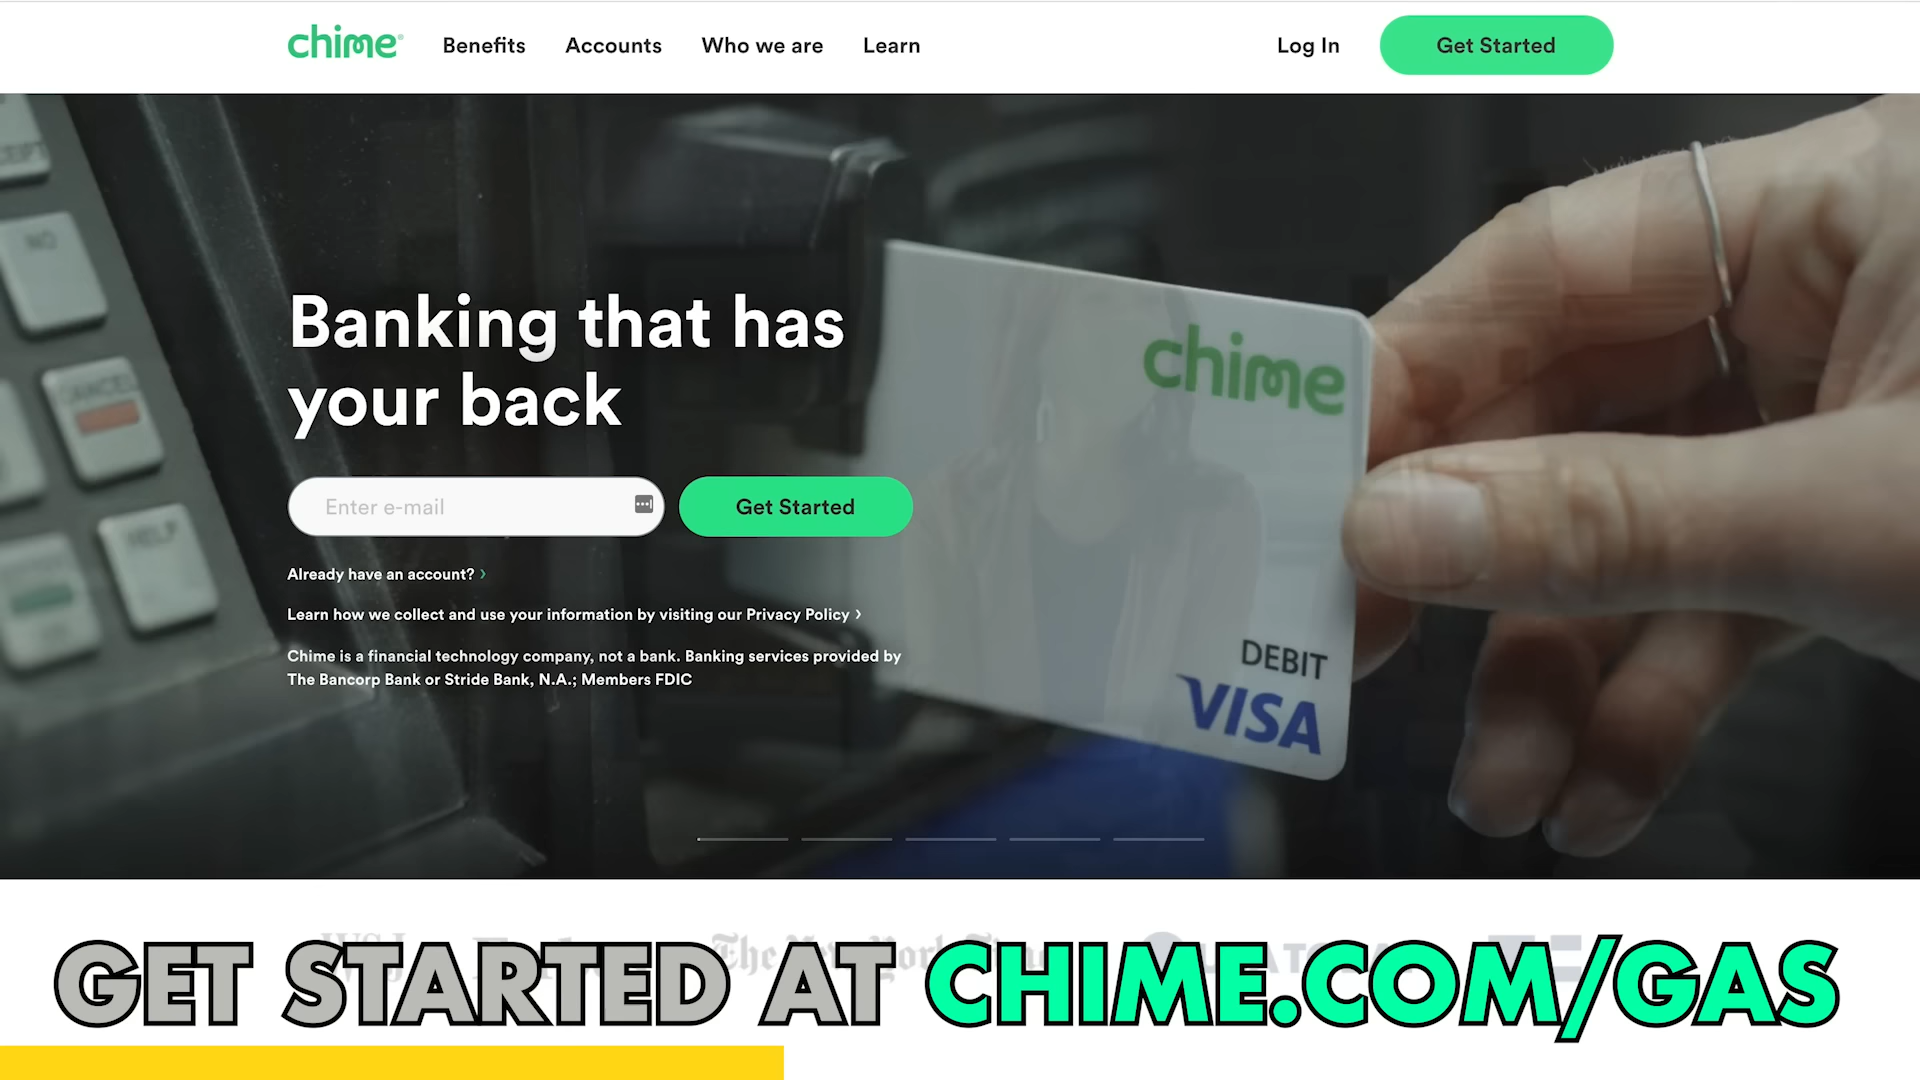 chime
Benefits
Accounts
Who we are
Learn
Log In
Get Started
NO
CANCEL
HELP
Banking that has
your back
Enter e-mail
Get Started
Already have an account? ›
Learn how we collect and use your information by visiting our Privacy Policy ›
Chime is a financial technology company, not a bank. Banking services provided by
The Bancorp Bank or Stride Bank, N.A.; Members FDIC
chime
DEBIT
VISA
GET STARTED AT CHIME.COM/GAS